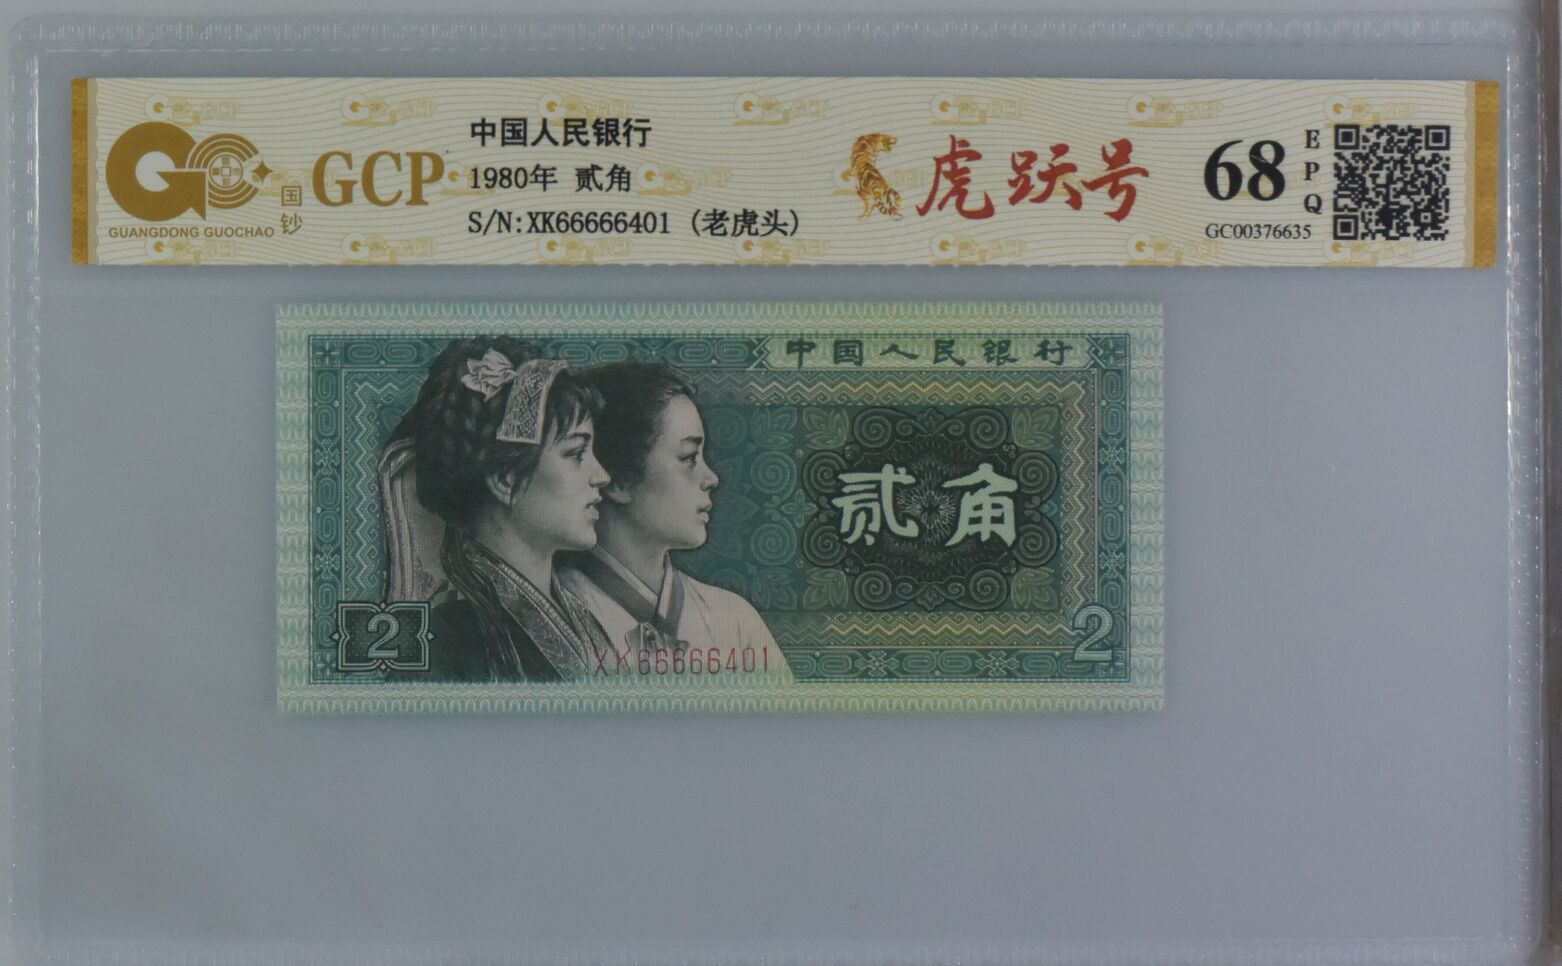 GCP
GUANGDONG GUOCHAO
国钞
中国人民银行
1980年 贰角
S/N:XK66666401 (老虎头)
虎跃号
68
EPQ
GC00376635
中国人民银行
贰角
2
2
XK66666401